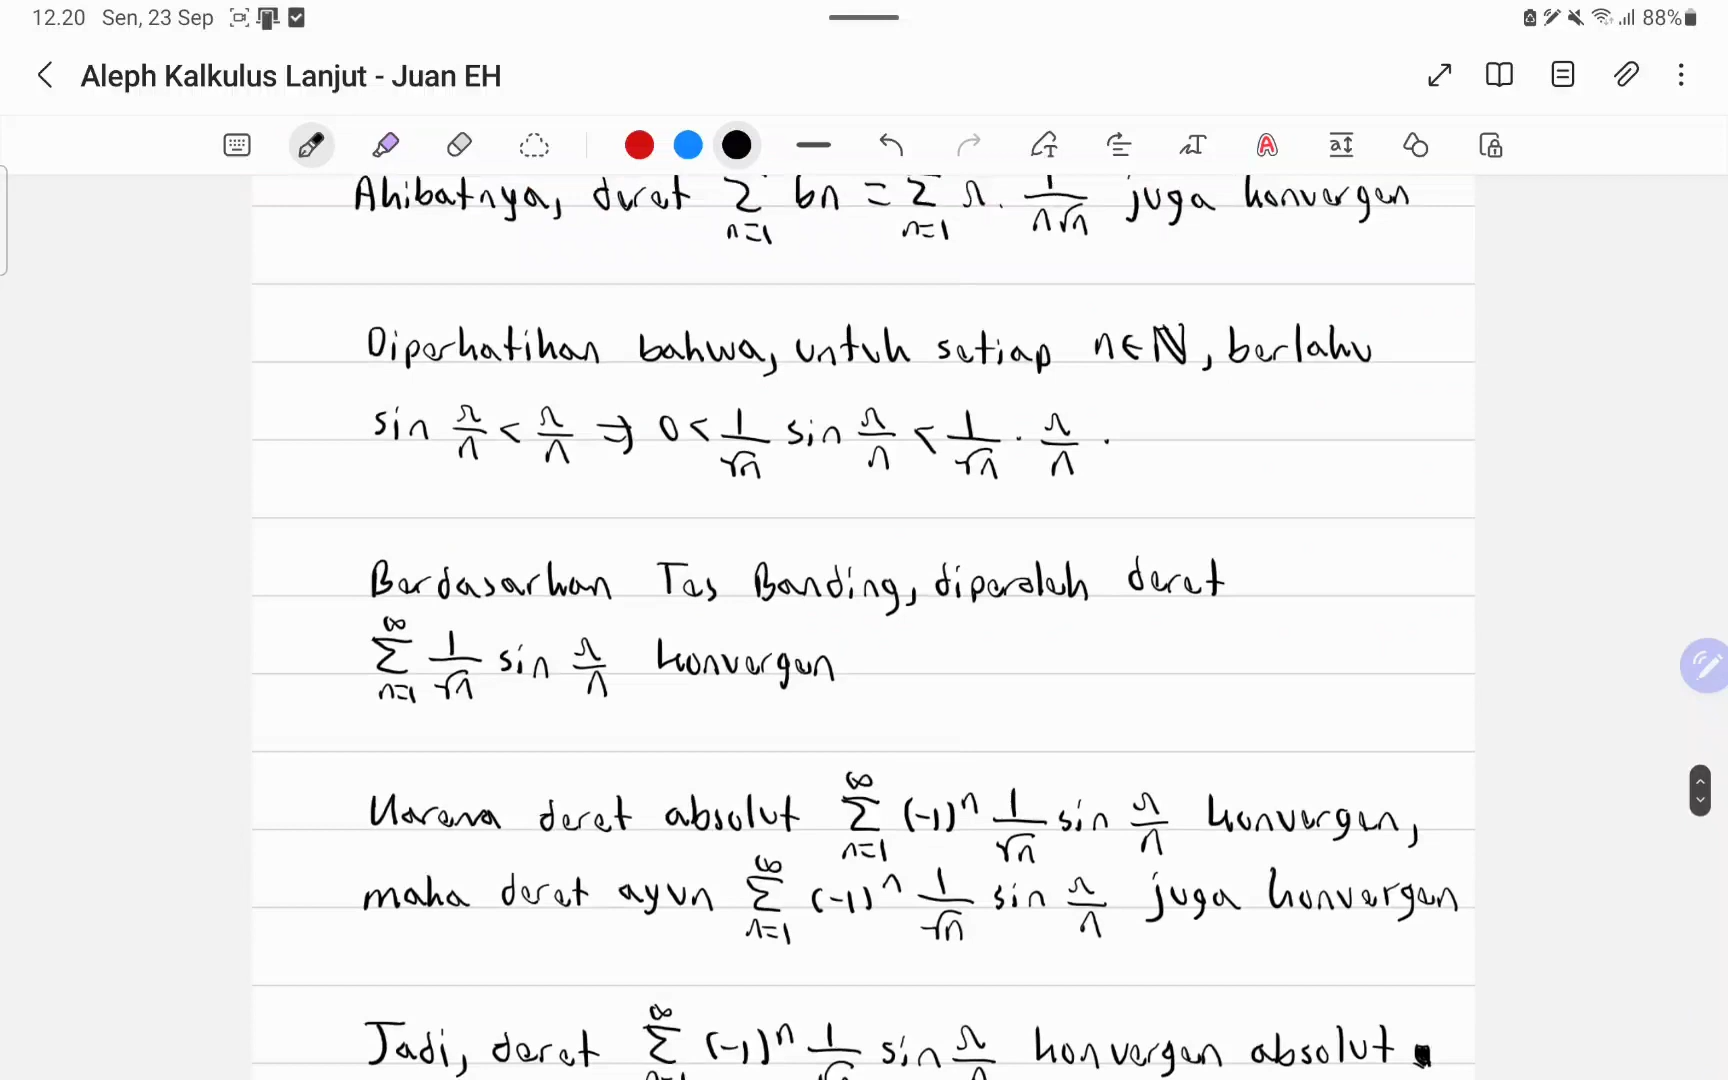 12.20 Sen, 23 Sep 88%
Aleph Kalkulus Lanjut - Juan EH
Akibatnya, deret ∑_{n=1} bn = ∑_{n=1} π . 1/(n√n) juga konvergen
Diperhatikan bahwa, untuk setiap n∈ℕ, berlaku
sin π/n < π/n ⇒ 0 < 1/√n sin π/n < 1/√n . π/n .
Berdasarkan Tes Banding, diperoleh deret
∑_{n=1}^∞ 1/√n sin π/n konvergen
Karena deret absolut ∑_{n=1}^∞ (-1)^n 1/√n sin π/n konvergen,
maka deret ayun ∑_{n=1}^∞ (-1)^n 1/√n sin π/n juga konvergen
Jadi, deret ∑_{n=1}^∞ (-1)^n 1/√n sin π/n konvergen absolut.